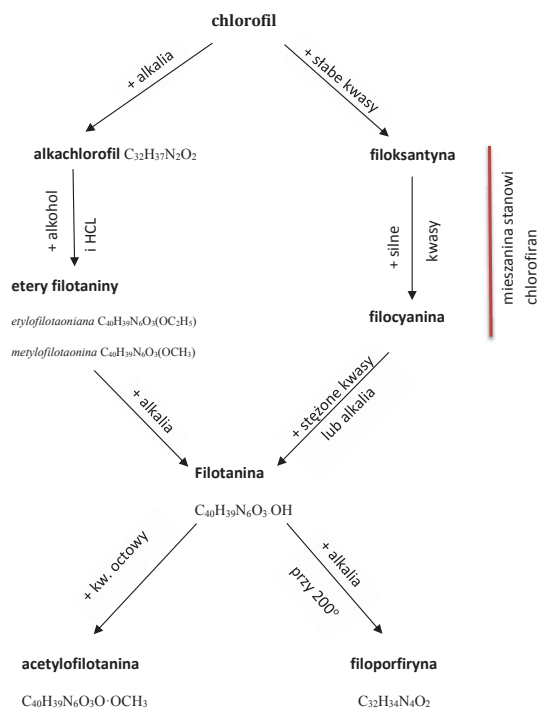 chlorofil
+ alkalia
+ słabe kwasy
alkachlorofil C₃₂H₃₇N₂O₂
filoksantyna
+ alkohol
i HCL
+ silne
kwasy
mieszanina stanowi
chlorofiran
etery filotaniny
etylofilotaoniana C₄₀H₃₉N₆O₃(OC₂H₅)
metylofilotaonina C₄₀H₃₉N₆O₃(OCH₃)
filocyanina
+ alkalia
+ stężone kwasy
lub alkalia
Filotanina
C₄₀H₃₉N₆O₃·OH
+ kw. octowy
+ alkalia
przy 200°
acetylofilotanina
filoporfiryna
C₄₀H₃₉N₆O₃O·OCH₃
C₃₂H₃₄N₄O₂